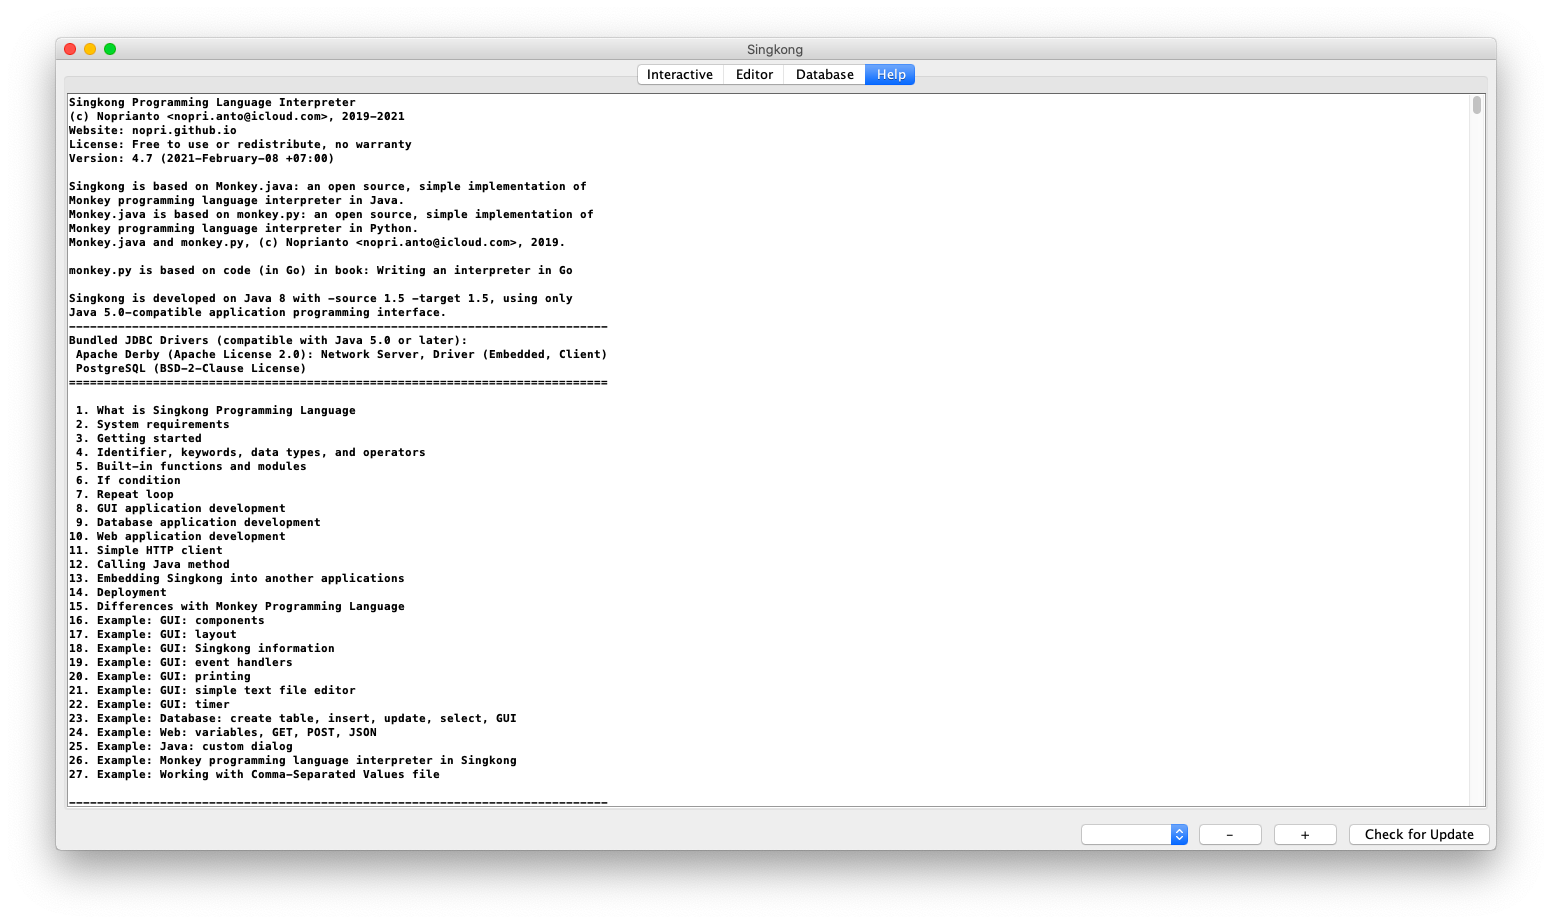 Singkong
Interactive Editor Database Help
Singkong Programming Language Interpreter
(c) Noprianto <nopri.anto@icloud.com>, 2019-2021
Website: nopri.github.io
License: Free to use or redistribute, no warranty
Version: 4.7 (2021-February-08 +07:00)
Singkong is based on Monkey.java: an open source, simple implementation of
Monkey programming language interpreter in Java.
Monkey.java is based on monkey.py: an open source, simple implementation of
Monkey programming language interpreter in Python.
Monkey.java and monkey.py, (c) Noprianto <nopri.anto@icloud.com>, 2019.
monkey.py is based on code (in Go) in book: Writing an interpreter in Go
Singkong is developed on Java 8 with -source 1.5 -target 1.5, using only
Java 5.0-compatible application programming interface.
-----------------------------------------------------------------------------
Bundled JDBC Drivers (compatible with Java 5.0 or later):
Apache Derby (Apache License 2.0): Network Server, Driver (Embedded, Client)
PostgreSQL (BSD-2-Clause License)
=============================================================================
1. What is Singkong Programming Language
2. System requirements
3. Getting started
4. Identifier, keywords, data types, and operators
5. Built-in functions and modules
6. If condition
7. Repeat loop
8. GUI application development
9. Database application development
10. Web application development
11. Simple HTTP client
12. Calling Java method
13. Embedding Singkong into another applications
14. Deployment
15. Differences with Monkey Programming Language
16. Example: GUI: components
17. Example: GUI: layout
18. Example: GUI: Singkong information
19. Example: GUI: event handlers
20. Example: GUI: printing
21. Example: GUI: simple text file editor
22. Example: GUI: timer
23. Example: Database: create table, insert, update, select, GUI
24. Example: Web: variables, GET, POST, JSON
25. Example: Java: custom dialog
26. Example: Monkey programming language interpreter in Singkong
27. Example: Working with Comma-Separated Values file
-----------------------------------------------------------------------------
- + Check for Update